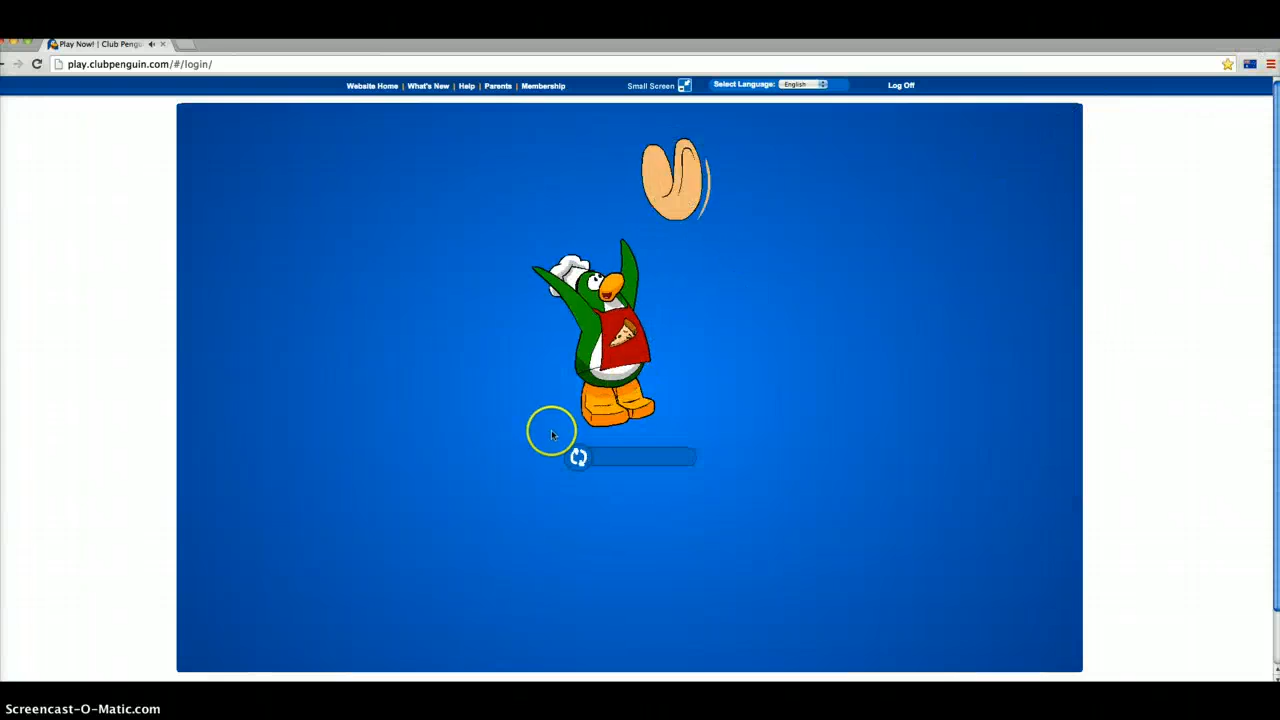 Play Now! | Club Peng
play.clubpenguin.com/#/login/
Website Home | What's New | Help | Parents | Membership Small Screen Select Language: English Log Off
Screencast-O-Matic.com